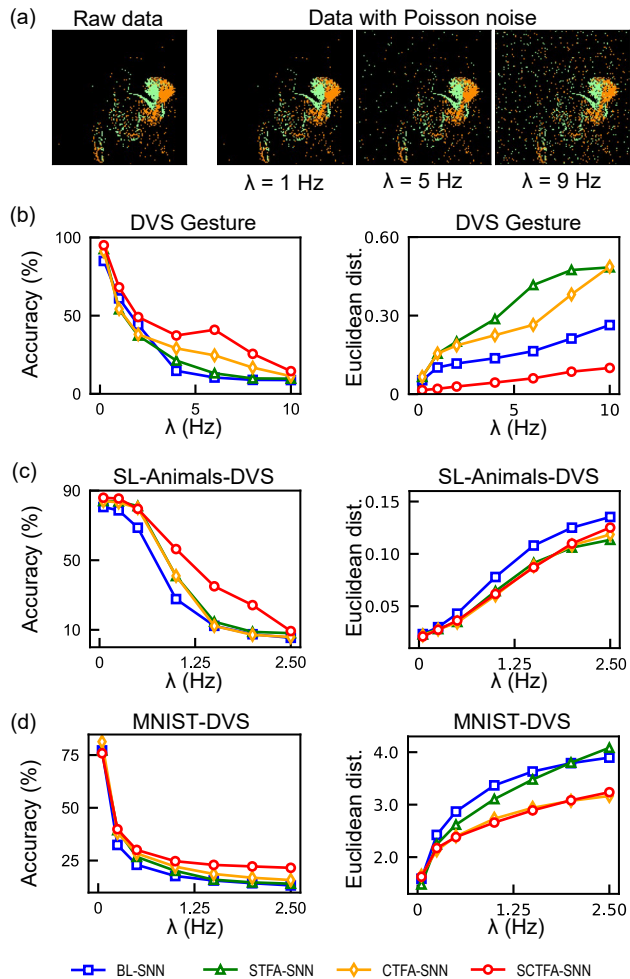 (a) Raw data Data with Poisson noise
λ = 1 Hz λ = 5 Hz λ = 9 Hz
(b) DVS Gesture DVS Gesture
Accuracy (%) 100 50 0
0 5 10
λ (Hz)
Euclidean dist. 0.60 0.30 0
0 5 10
λ (Hz)
(c) SL-Animals-DVS SL-Animals-DVS
Accuracy (%) 90 50 10
0 1.25 2.50
λ (Hz)
Euclidean dist. 0.15 0.10 0.05
0 1.25 2.50
λ (Hz)
(d) MNIST-DVS MNIST-DVS
Accuracy (%) 75 50 25
0 1.25 2.50
λ (Hz)
Euclidean dist. 4.0 3.0 2.0
0 1.25 2.50
λ (Hz)
BL-SNN STFA-SNN CTFA-SNN SCTFA-SNN